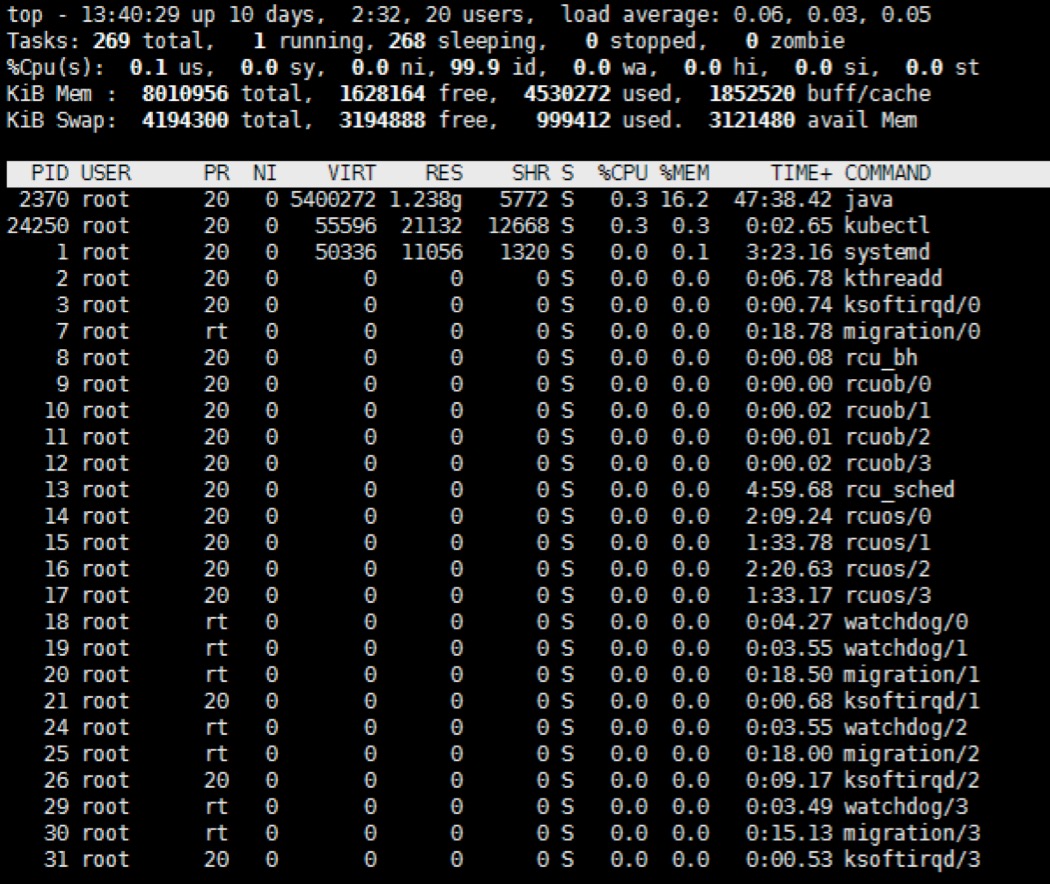 top - 13:40:29 up 10 days,  2:32, 20 users,  load average: 0.06, 0.03, 0.05
Tasks: 269 total,   1 running, 268 sleeping,   0 stopped,   0 zombie
%Cpu(s):  0.1 us,  0.0 sy,  0.0 ni, 99.9 id,  0.0 wa,  0.0 hi,  0.0 si,  0.0 st
KiB Mem :  8010956 total,  1628164 free,  4530272 used,  1852520 buff/cache
KiB Swap:  4194300 total,  3194888 free,   999412 used.  3121480 avail Mem
PID USER PR NI VIRT RES SHR S %CPU %MEM TIME+ COMMAND
2370 root 20 0 5400272 1.238g 5772 S 0.3 16.2 47:38.42 java
24250 root 20 0 55596 21132 12668 S 0.3 0.3 0:02.65 kubectl
1 root 20 0 50336 11056 1320 S 0.0 0.1 3:23.16 systemd
2 root 20 0 0 0 0 S 0.0 0.0 0:06.78 kthreadd
3 root 20 0 0 0 0 S 0.0 0.0 0:00.74 ksoftirqd/0
7 root rt 0 0 0 0 S 0.0 0.0 0:18.78 migration/0
8 root 20 0 0 0 0 S 0.0 0.0 0:00.08 rcu_bh
9 root 20 0 0 0 0 S 0.0 0.0 0:00.00 rcuob/0
10 root 20 0 0 0 0 S 0.0 0.0 0:00.02 rcuob/1
11 root 20 0 0 0 0 S 0.0 0.0 0:00.01 rcuob/2
12 root 20 0 0 0 0 S 0.0 0.0 0:00.02 rcuob/3
13 root 20 0 0 0 0 S 0.0 0.0 4:59.68 rcu_sched
14 root 20 0 0 0 0 S 0.0 0.0 2:09.24 rcuos/0
15 root 20 0 0 0 0 S 0.0 0.0 1:33.78 rcuos/1
16 root 20 0 0 0 0 S 0.0 0.0 2:20.63 rcuos/2
17 root 20 0 0 0 0 S 0.0 0.0 1:33.17 rcuos/3
18 root rt 0 0 0 0 S 0.0 0.0 0:04.27 watchdog/0
19 root rt 0 0 0 0 S 0.0 0.0 0:03.55 watchdog/1
20 root rt 0 0 0 0 S 0.0 0.0 0:18.50 migration/1
21 root 20 0 0 0 0 S 0.0 0.0 0:00.68 ksoftirqd/1
24 root rt 0 0 0 0 S 0.0 0.0 0:03.55 watchdog/2
25 root rt 0 0 0 0 S 0.0 0.0 0:18.00 migration/2
26 root 20 0 0 0 0 S 0.0 0.0 0:09.17 ksoftirqd/2
29 root rt 0 0 0 0 S 0.0 0.0 0:03.49 watchdog/3
30 root rt 0 0 0 0 S 0.0 0.0 0:15.13 migration/3
31 root 20 0 0 0 0 S 0.0 0.0 0:00.53 ksoftirqd/3